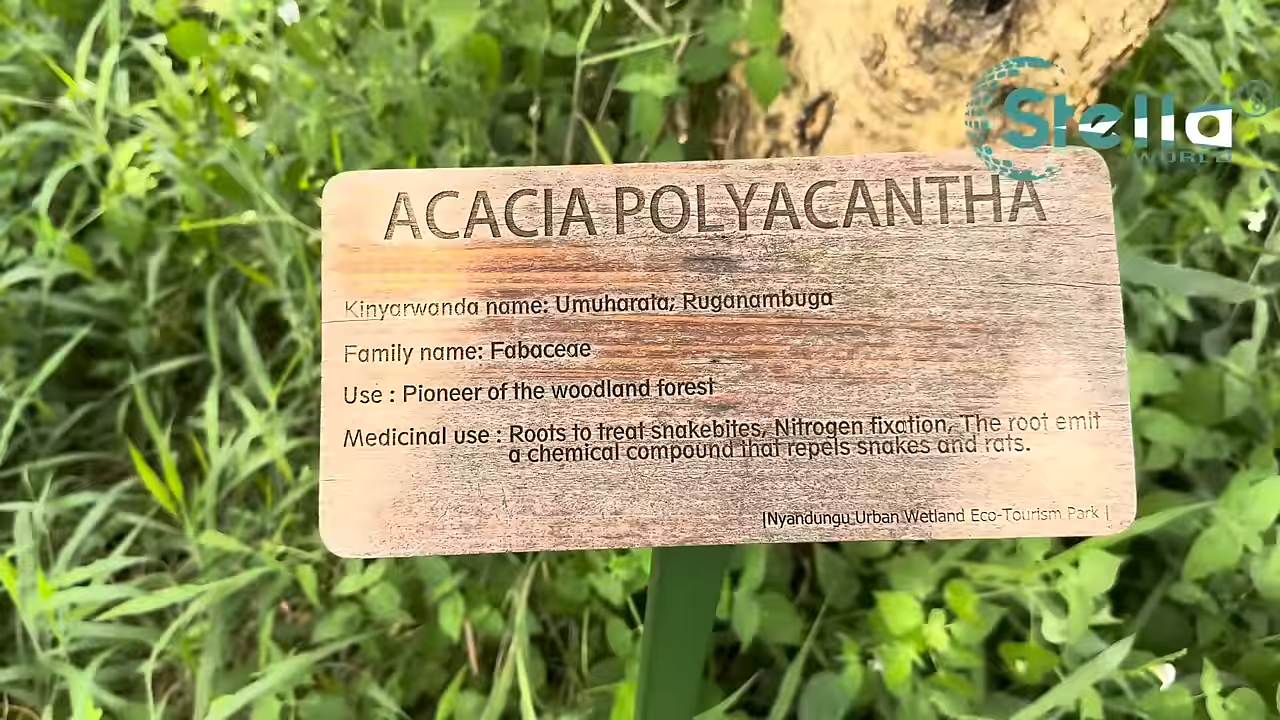 Stella
WORLD
ACACIA POLYACANTHA
Kinyarwanda name: Umuharata, Ruganambuga
Family name: Fabaceae
Use : Pioneer of the woodland forest
Medicinal use : Roots to treat snakebites, Nitrogen fixation, The root emit
a chemical compound that repels snakes and rats.
[Nyandungu Urban Wetland Eco-Tourism Park ]